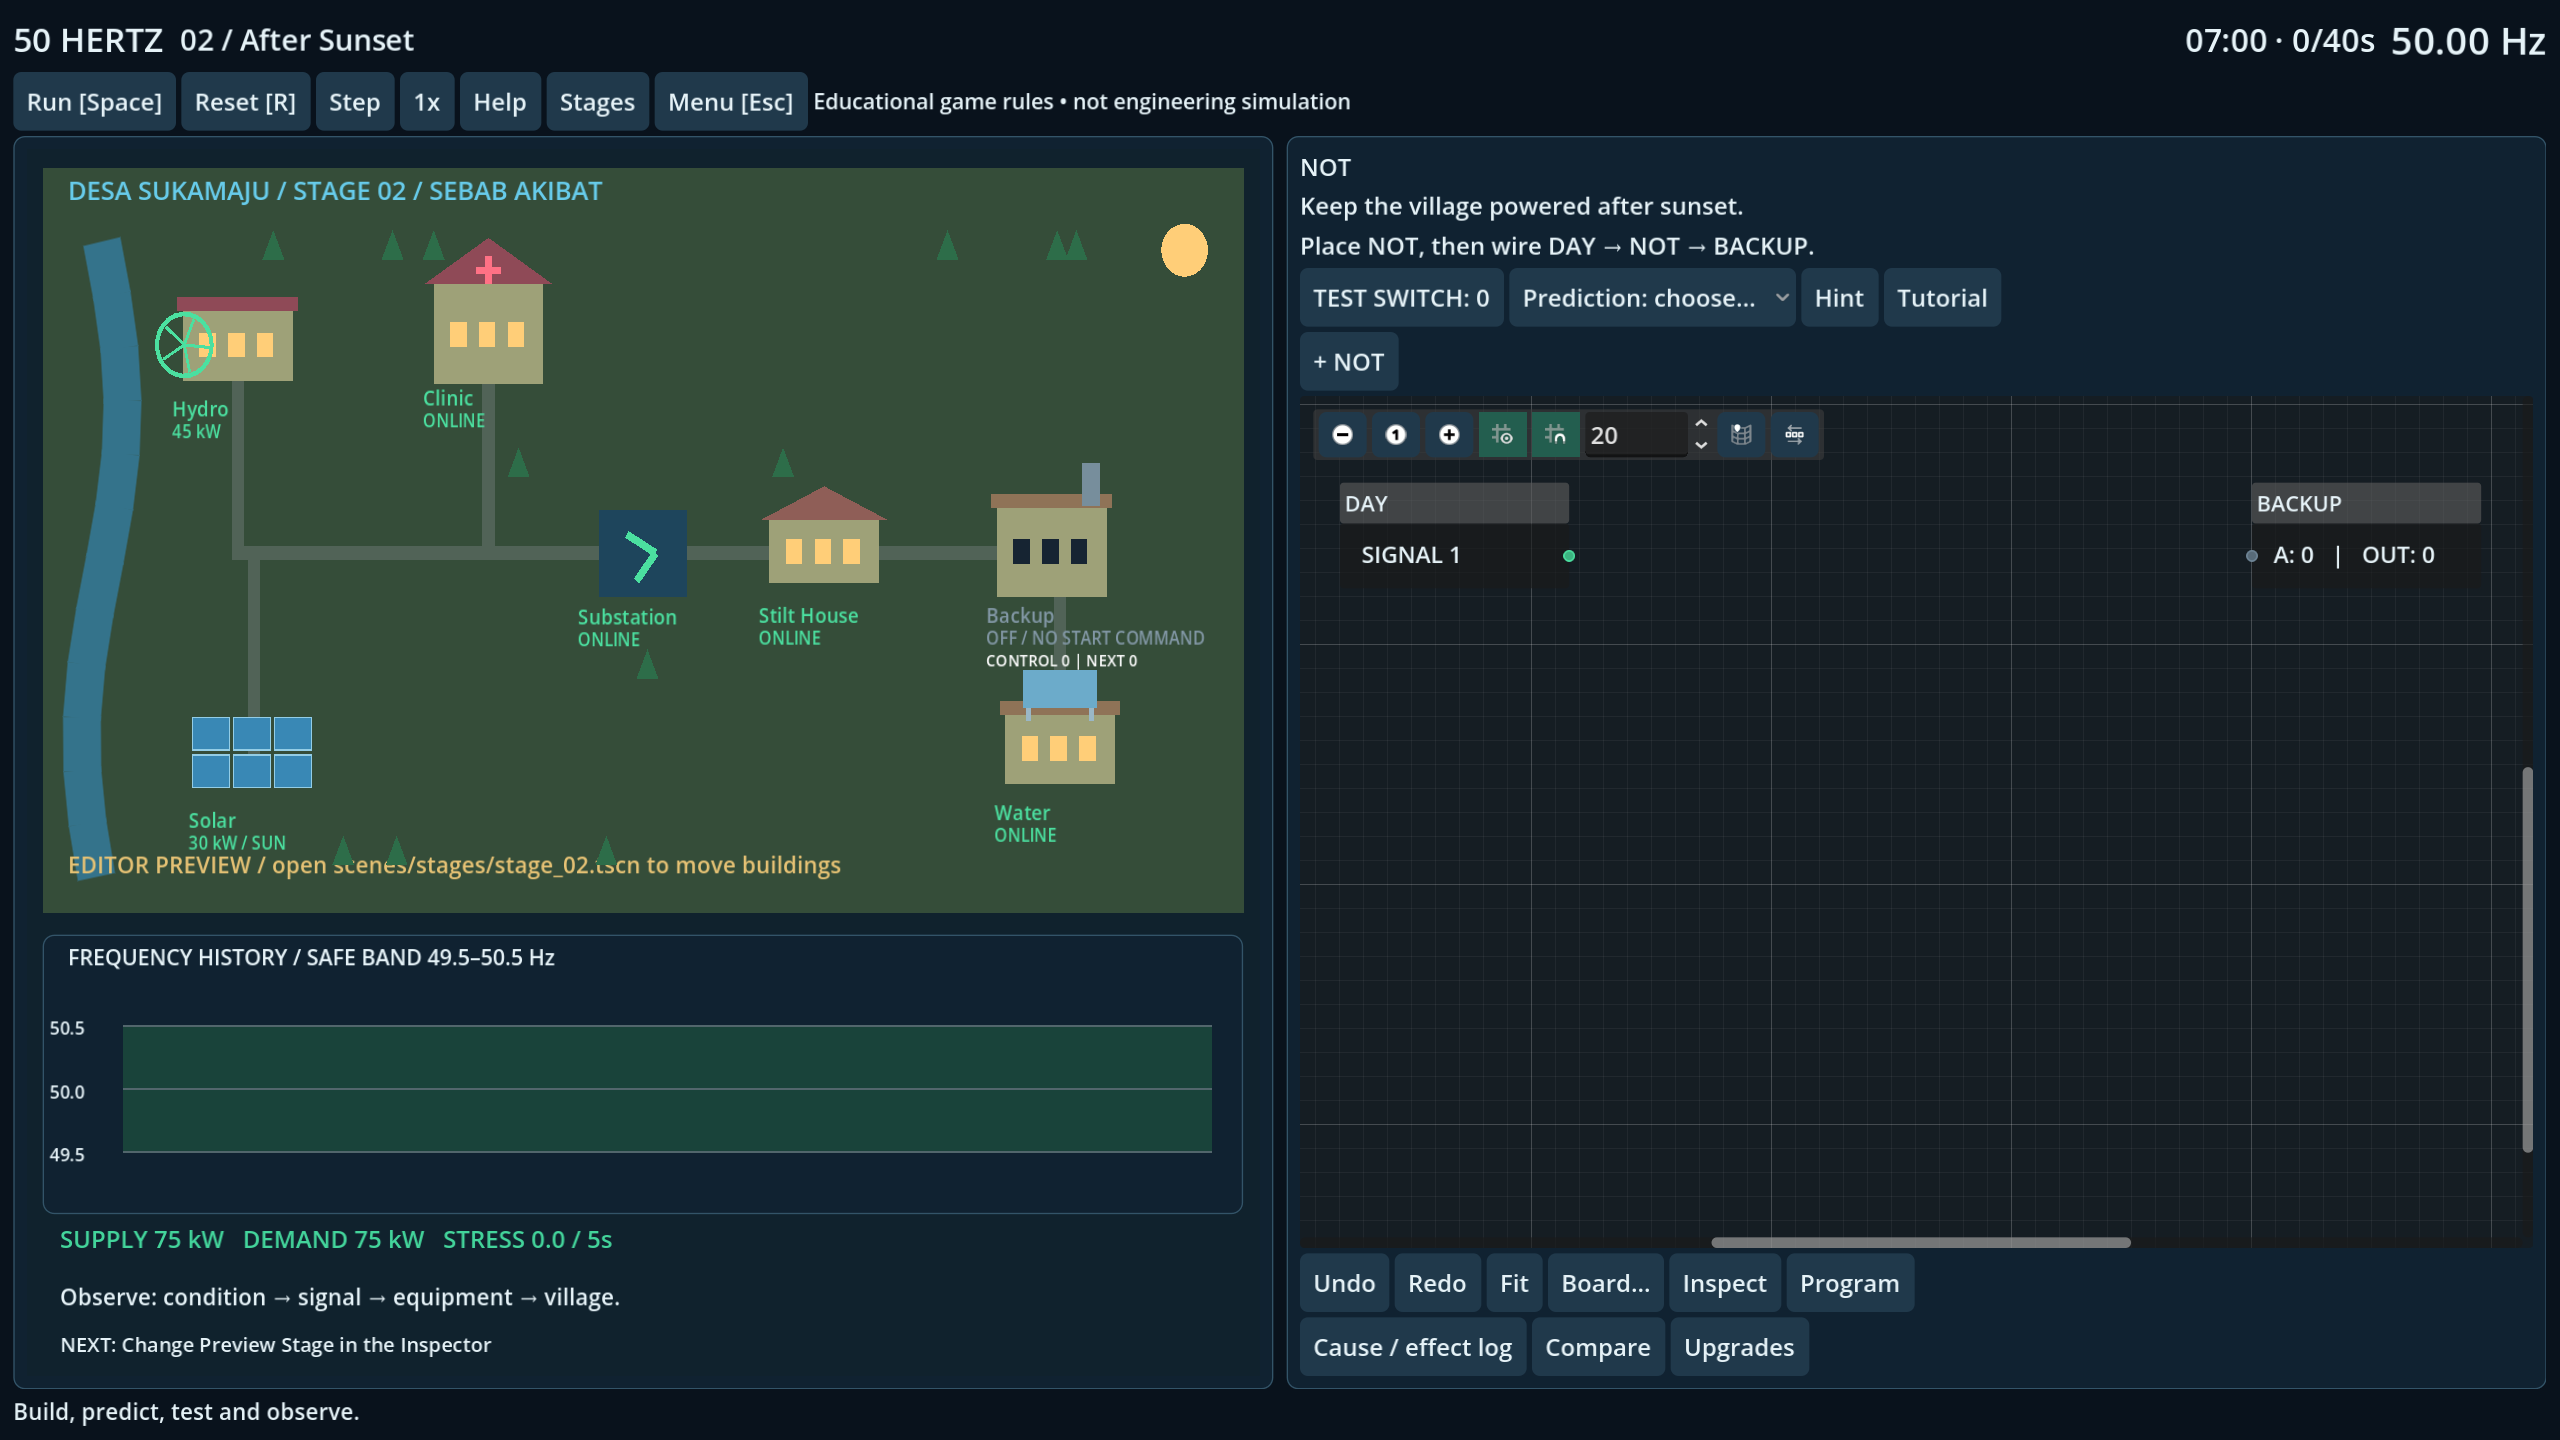 50 HERTZ 02 / After Sunset
07:00 · 0/40s 50.00 Hz
Run [Space] Reset [R] Step 1x Help Stages Menu [Esc] Educational game rules • not engineering simulation
DESA SUKAMAJU / STAGE 02 / SEBAB AKIBAT
Hydro
45 kW
Clinic
ONLINE
Substation
ONLINE
Stilt House
ONLINE
Backup
OFF / NO START COMMAND
CONTROL 0 | NEXT 0
Water
ONLINE
Solar
30 kW / SUN
EDITOR PREVIEW / open scenes/stages/stage_02.tscn to move buildings
FREQUENCY HISTORY / SAFE BAND 49.5–50.5 Hz
50.5
50.0
49.5
SUPPLY 75 kW DEMAND 75 kW STRESS 0.0 / 5s
Observe: condition → signal → equipment → village.
NEXT: Change Preview Stage in the Inspector
NOT
Keep the village powered after sunset.
Place NOT, then wire DAY → NOT → BACKUP.
TEST SWITCH: 0 Prediction: choose... Hint Tutorial
+ NOT
1 20
DAY
SIGNAL 1
BACKUP
A: 0 | OUT: 0
Undo Redo Fit Board... Inspect Program
Cause / effect log Compare Upgrades
Build, predict, test and observe.